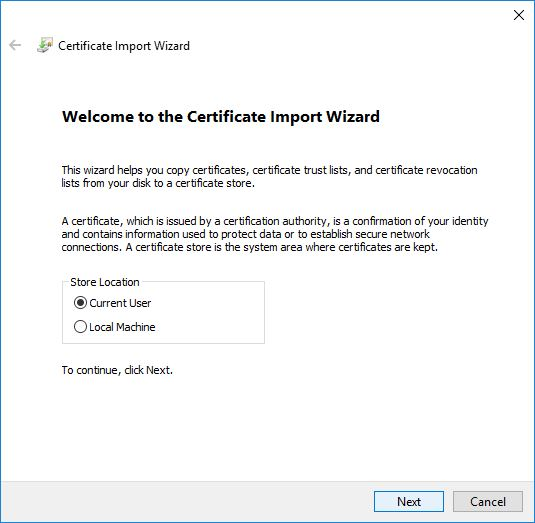 Certificate Import Wizard
Welcome to the Certificate Import Wizard
This wizard helps you copy certificates, certificate trust lists, and certificate revocation
lists from your disk to a certificate store.
A certificate, which is issued by a certification authority, is a confirmation of your identity
and contains information used to protect data or to establish secure network
connections. A certificate store is the system area where certificates are kept.
Store Location
Current User
Local Machine
To continue, click Next.
Next
Cancel